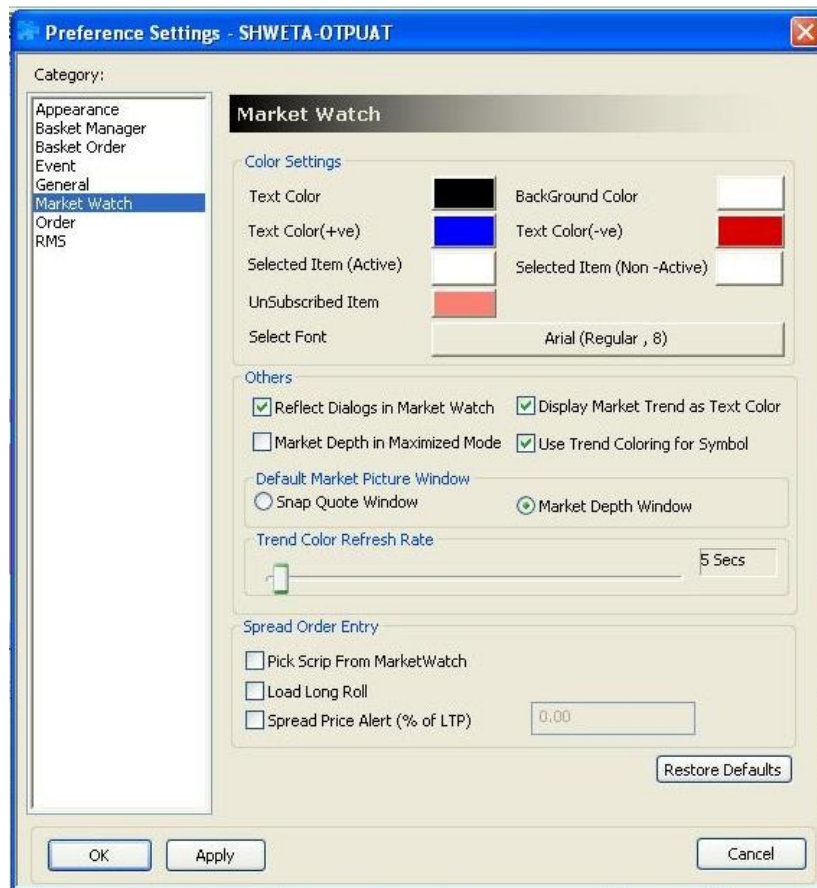 Preference Settings - SHWETA-OTPUAT
Category:
Appearance
Basket Manager
Basket Order
Event
General
Market Watch
Order
RMS
Market Watch
Color Settings
Text Color
BackGround Color
Text Color(+ve)
Text Color(-ve)
Selected Item (Active)
Selected Item (Non -Active)
UnSubscribed Item
Select Font
Arial (Regular , 8)
Others
Reflect Dialogs in Market Watch
Display Market Trend as Text Color
Market Depth in Maximized Mode
Use Trend Coloring for Symbol
Default Market Picture Window
Snap Quote Window
Market Depth Window
Trend Color Refresh Rate
5 Secs
Spread Order Entry
Pick Scrip From MarketWatch
Load Long Roll
Spread Price Alert (% of LTP)
0.00
Restore Defaults
OK
Apply
Cancel